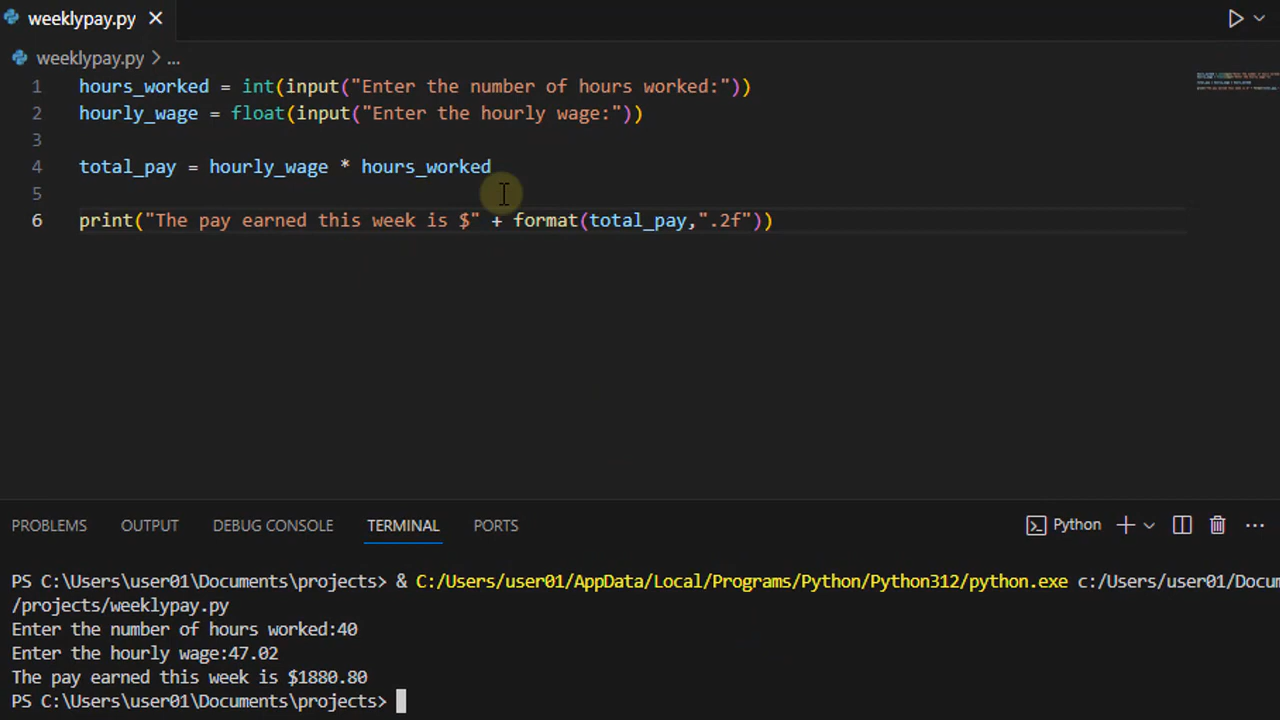 weeklypay.py
weeklypay.py > ...
1 hours_worked = int(input("Enter the number of hours worked:"))
2 hourly_wage = float(input("Enter the hourly wage:"))
3
4 total_pay = hourly_wage * hours_worked
5
6 print("The pay earned this week is $" + format(total_pay,".2f"))
PROBLEMS OUTPUT DEBUG CONSOLE TERMINAL PORTS Python
PS C:\Users\user01\Documents\projects> & C:/Users/user01/AppData/Local/Programs/Python/Python312/python.exe c:/Users/user01/Docum
/projects/weeklypay.py
Enter the number of hours worked:40
Enter the hourly wage:47.02
The pay earned this week is $1880.80
PS C:\Users\user01\Documents\projects>